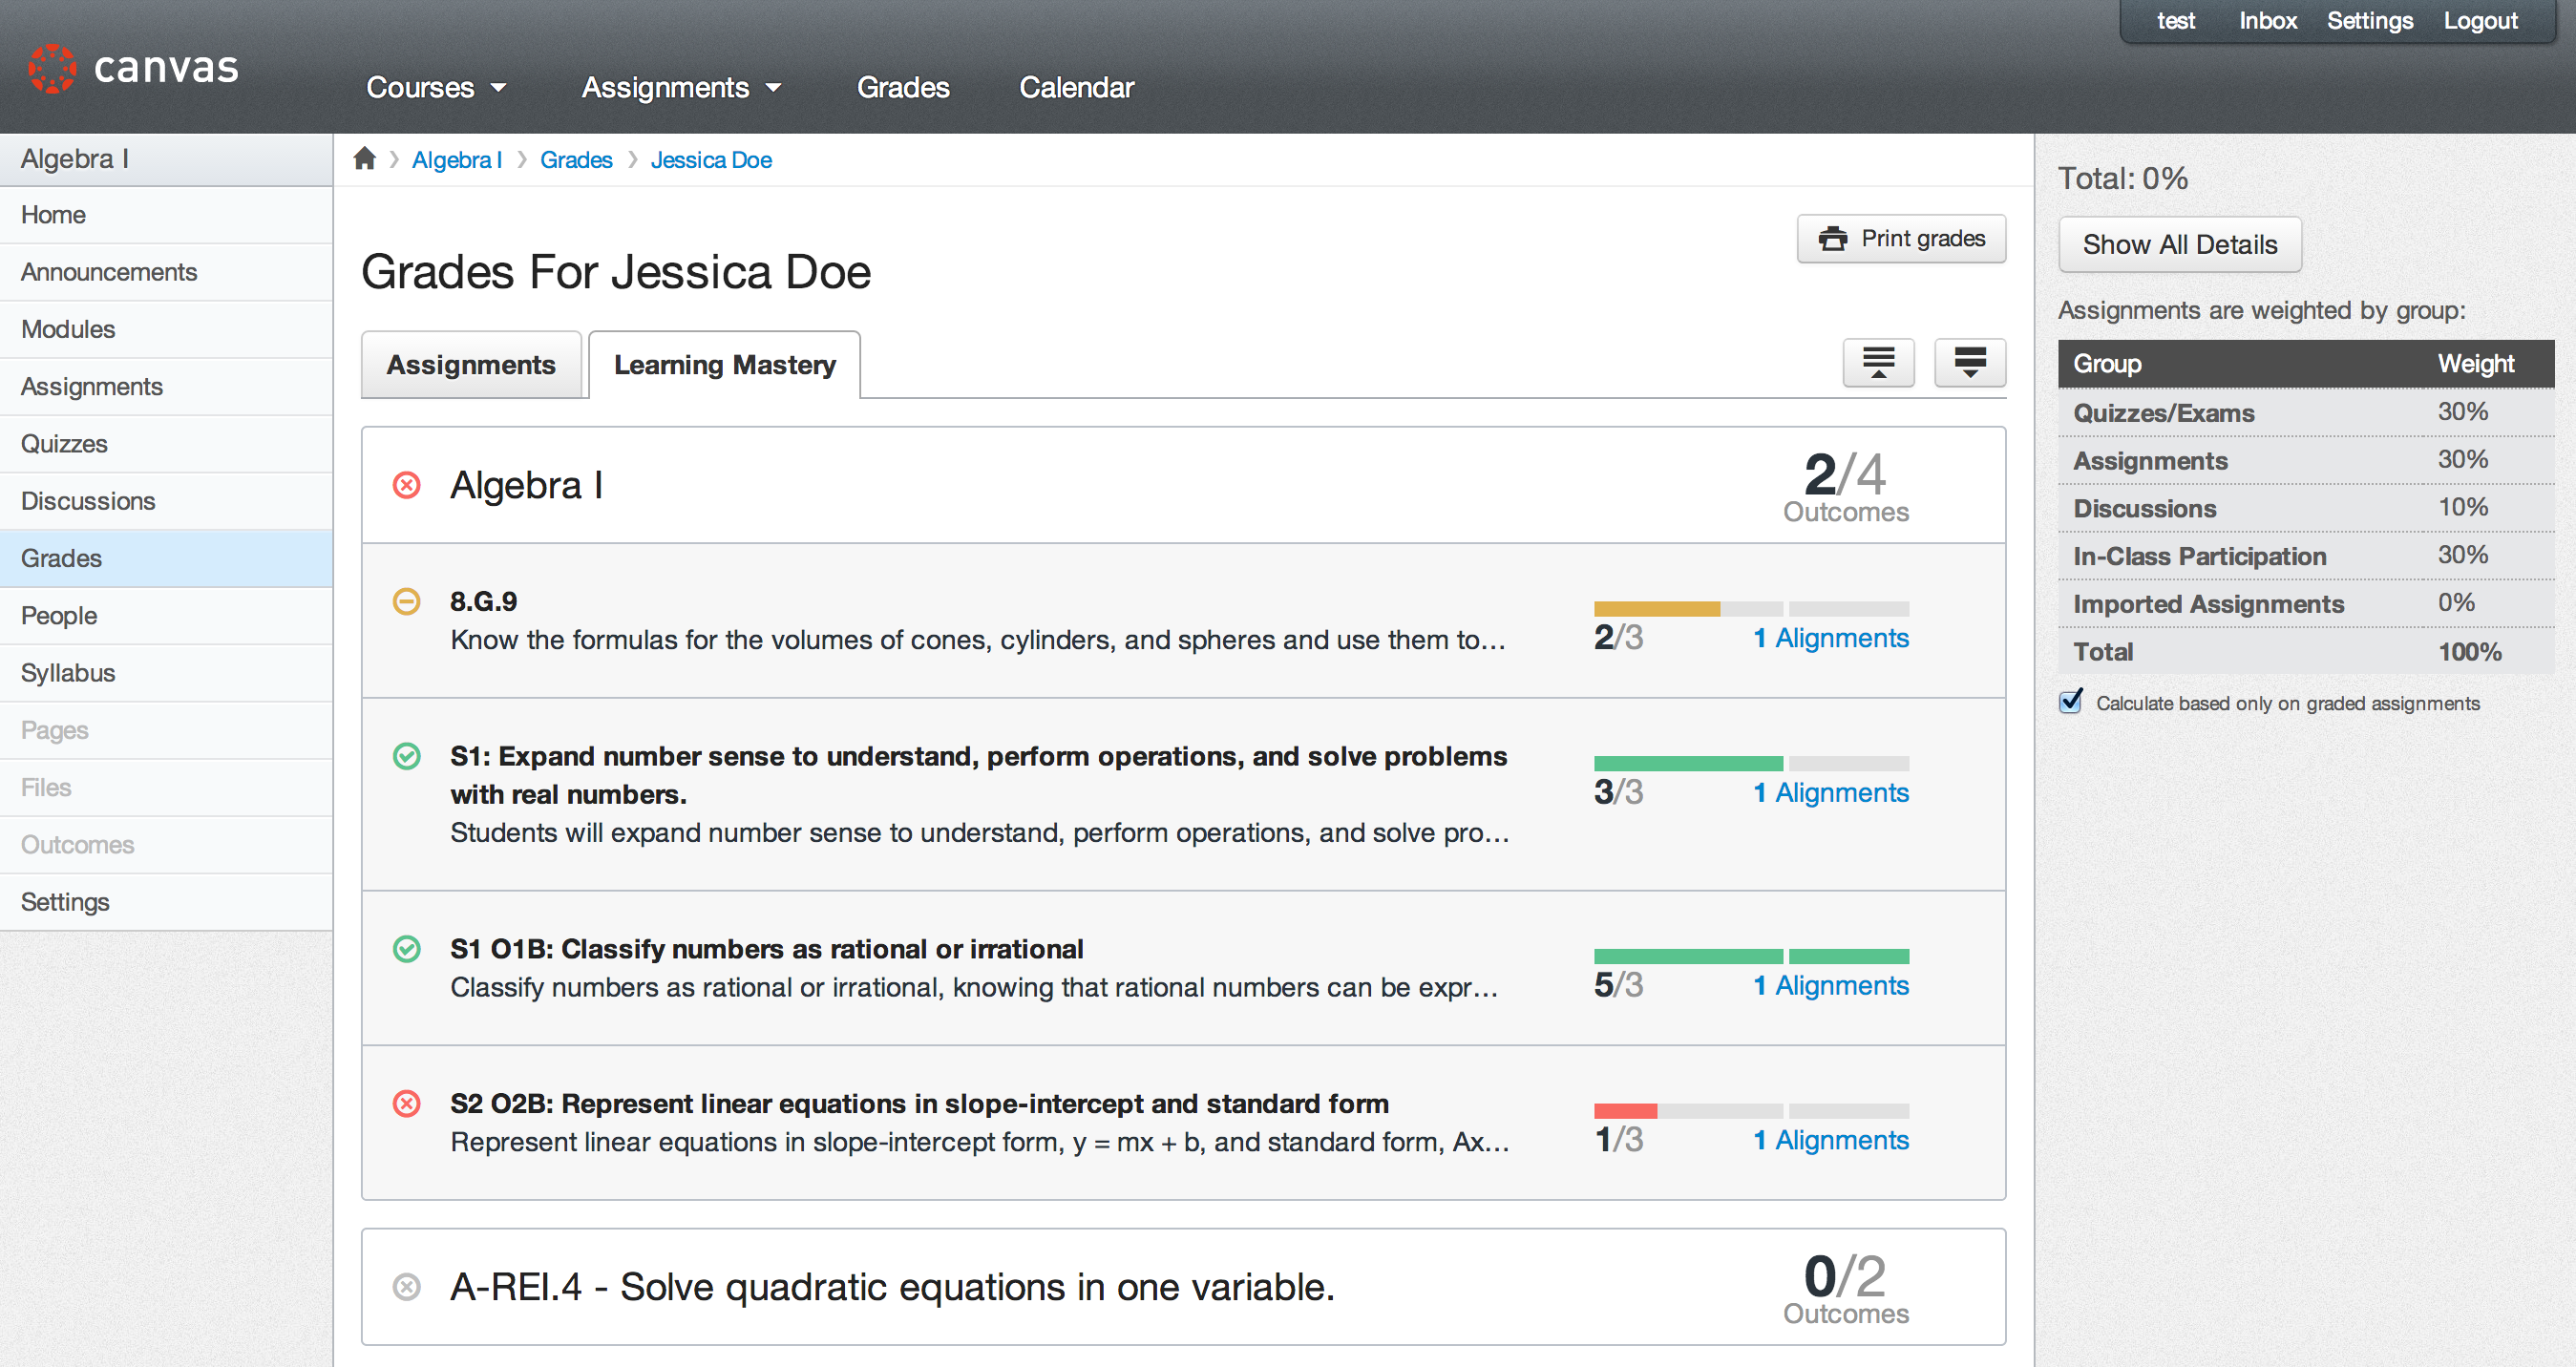 test Inbox Settings Logout
canvas
Courses Assignments Grades Calendar
Algebra I
Home
Announcements
Modules
Assignments
Quizzes
Discussions
Grades
People
Syllabus
Pages
Files
Outcomes
Settings
Algebra I Grades Jessica Doe
Print grades
Grades For Jessica Doe
Assignments Learning Mastery
Algebra I
2/4
Outcomes
8.G.9
Know the formulas for the volumes of cones, cylinders, and spheres and use them to…
2/3 1 Alignments
S1: Expand number sense to understand, perform operations, and solve problems
with real numbers.
Students will expand number sense to understand, perform operations, and solve pro…
3/3 1 Alignments
S1 O1B: Classify numbers as rational or irrational
Classify numbers as rational or irrational, knowing that rational numbers can be expr…
5/3 1 Alignments
S2 O2B: Represent linear equations in slope-intercept and standard form
Represent linear equations in slope-intercept form, y = mx + b, and standard form, Ax…
1/3 1 Alignments
A-REI.4 - Solve quadratic equations in one variable.
0/2
Outcomes
Total: 0%
Show All Details
Assignments are weighted by group:
Group Weight
Quizzes/Exams 30%
Assignments 30%
Discussions 10%
In-Class Participation 30%
Imported Assignments 0%
Total 100%
Calculate based only on graded assignments